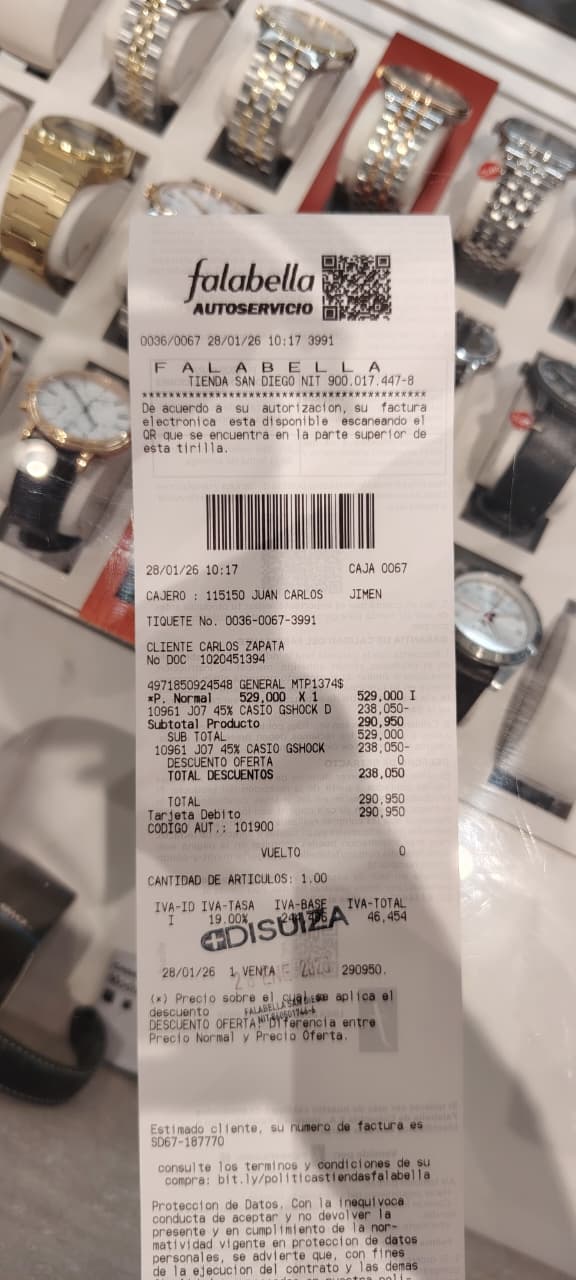 falabella
AUTOSERVICIO
0036/0067 28/01/26 10:17 3991
F A L A B E L L A
TIENDA SAN DIEGO NIT 900.017.447-8
******************************************
De acuerdo a su autorizacion, su factura
electronica esta disponible escaneando el
QR que se encuentra en la parte superior de
esta tirilla.
28/01/26 10:17 CAJA 0067
CAJERO : 115150 JUAN CARLOS JIMEN
TIQUETE No. 0036-0067-3991
CLIENTE CARLOS ZAPATA
No DOC 1020451394
4971850924548 GENERAL MTP1374$
*P. Normal 529,000 X 1 529,000 I
10961 J07 45% CASIO GSHOCK D 238,050-
Subtotal Producto 290,950
SUB TOTAL 529,000
10961 J07 45% CASIO GSHOCK 238,050-
DESCUENTO OFERTA 0
TOTAL DESCUENTOS 238,050
TOTAL 290,950
Tarjeta Debito 290,950
CODIGO AUT.: 101900
VUELTO 0
CANTIDAD DE ARTICULOS: 1.00
IVA-ID IVA-TASA IVA-BASE IVA-TOTAL
I 19.00% 46,454
DISUIZA
28/01/26 1 VENTA 290950.
(*) Precio sobre el cual se aplica el
descuento
DESCUENTO OFERTA: Diferencia entre
Precio Normal y Precio Oferta.
Estimado cliente, su numero de factura es
SD67-187770
consulte los terminos y condiciones de su
compra: bit.ly/politicastiendasfalabella
Proteccion de Datos. Con la inequivoca
conducta de aceptar y no devolver la
presente y en cumplimiento de la nor-
matividad vigente en proteccion de datos
personales, se advierte que, con fines
de la ejecucion del contrato y las demas